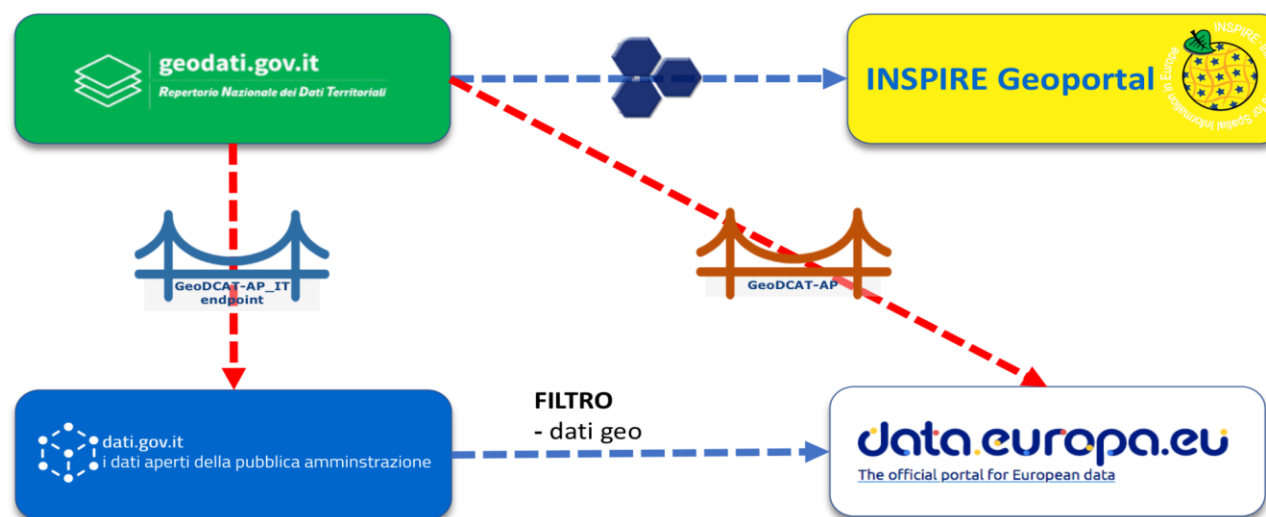 geodati.gov.it
Repertorio Nazionale dei Dati Territoriali
INSPIRE Geoportal
GeoDCAT-AP_IT
endpoint
GeoDCAT-AP
FILTRO
- dati geo
dati.gov.it
i dati aperti della pubblica amminstrazione
data.europa.eu
The official portal for European data